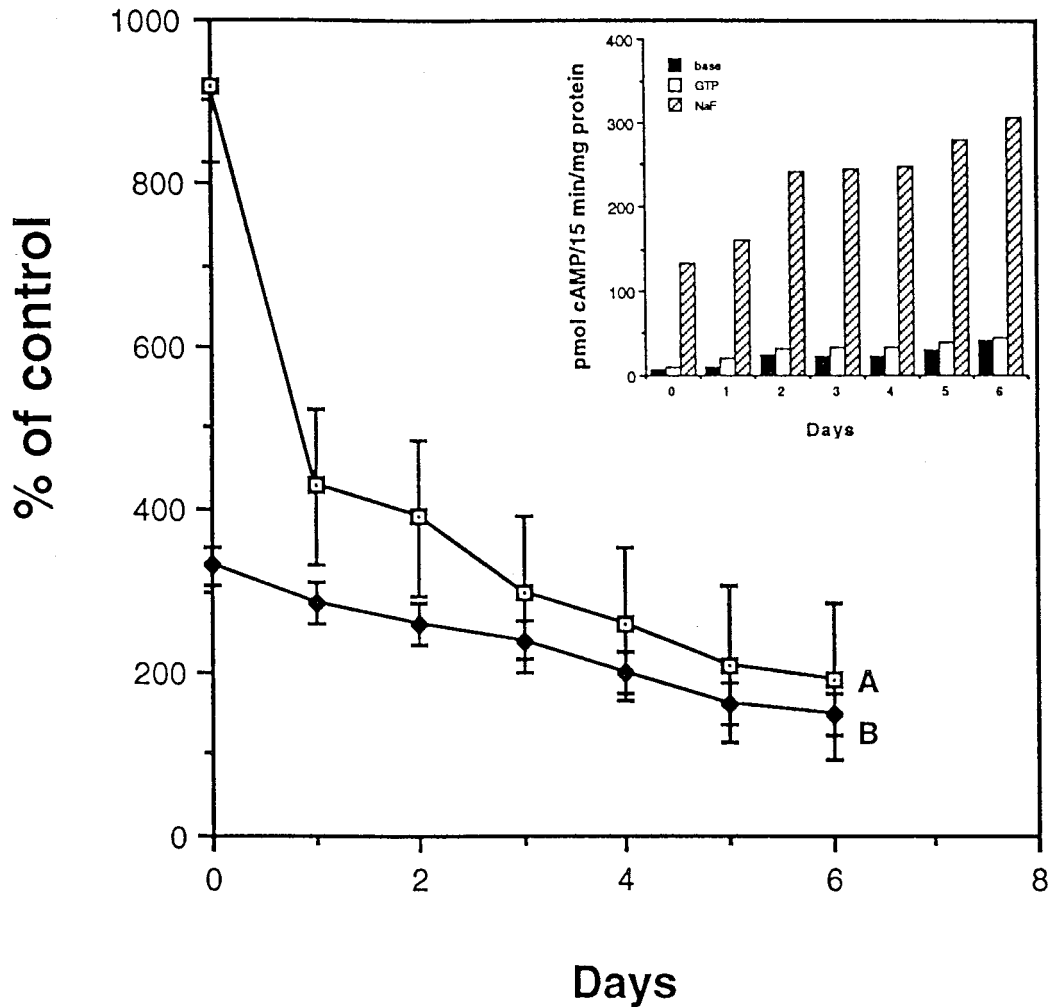 % of control
1000
800
600
400
200
0
0 2 4 6 8
Days
A
B
pmol cAMP/15 min/mg protein
400
300
200
100
0
base
GTP
NaF
0 1 2 3 4 5 6
Days